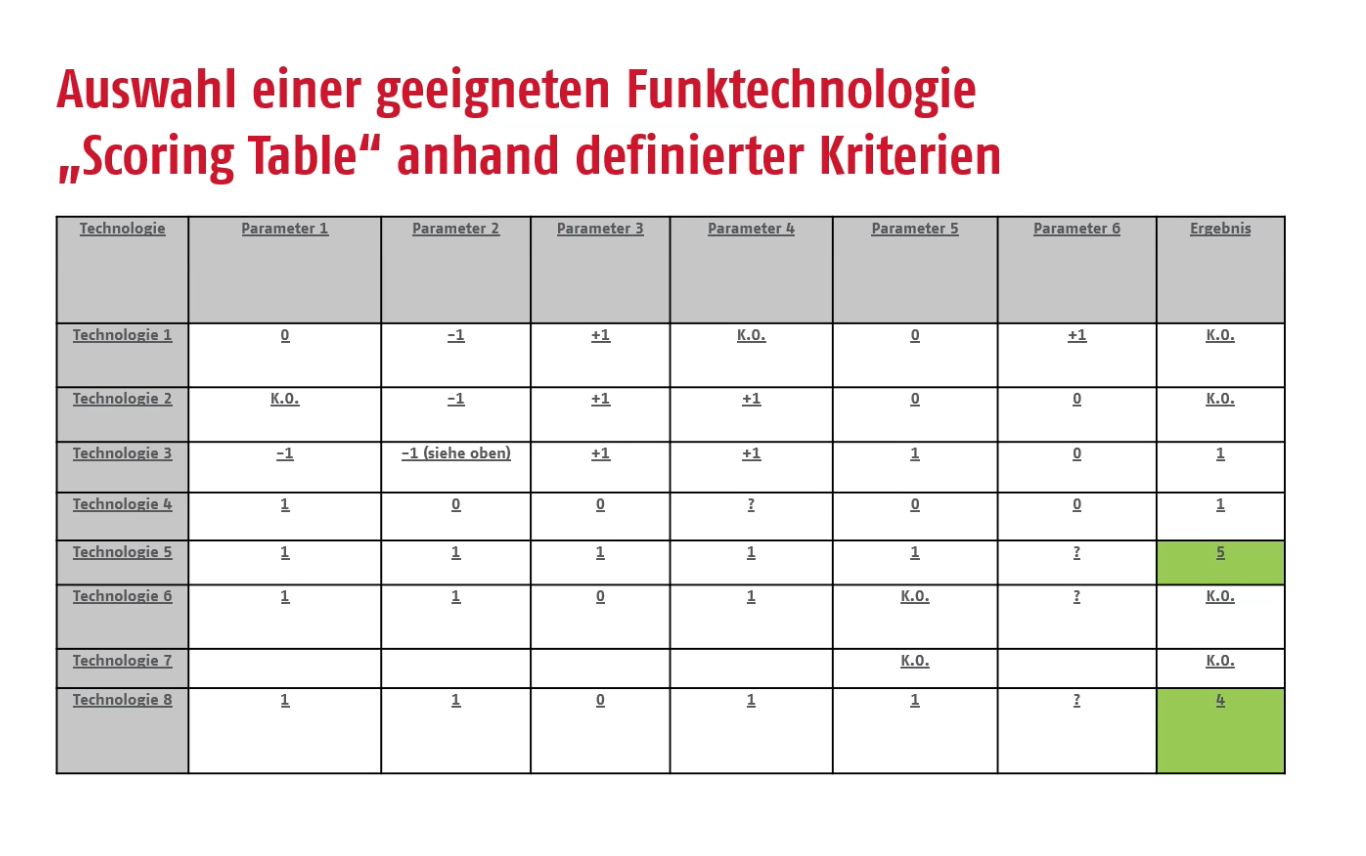 Auswahl einer geeigneten Funktechnologie
„Scoring Table“ anhand definierter Kriterien
Technologie Parameter 1 Parameter 2 Parameter 3 Parameter 4 Parameter 5 Parameter 6 Ergebnis
Technologie 1 0 −1 +1 K.O. 0 +1 K.O.
Technologie 2 K.O. −1 +1 +1 0 0 K.O.
Technologie 3 −1 −1 (siehe oben) +1 +1 1 0 1
Technologie 4 1 0 0 ? 0 0 1
Technologie 5 1 1 1 1 1 ? 5
Technologie 6 1 1 0 1 K.O. ? K.O.
Technologie 7 K.O. K.O.
Technologie 8 1 1 0 1 1 ? 4